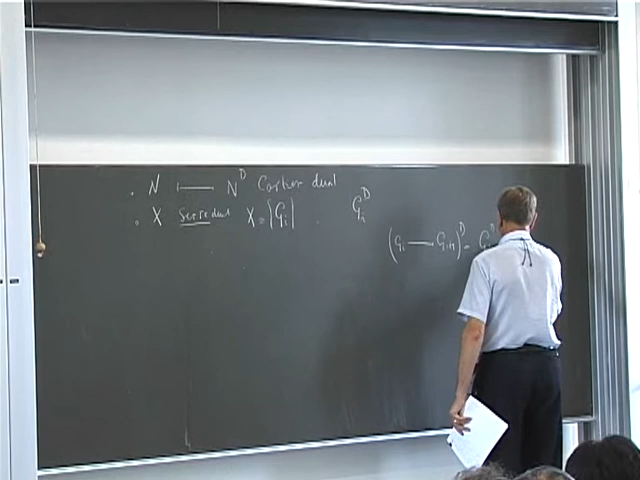 . N ⟼ N^D Cartier dual
. X Serre dual X = {G_i} . G_i^D
(G_i — G_{i+1})^D = G^D